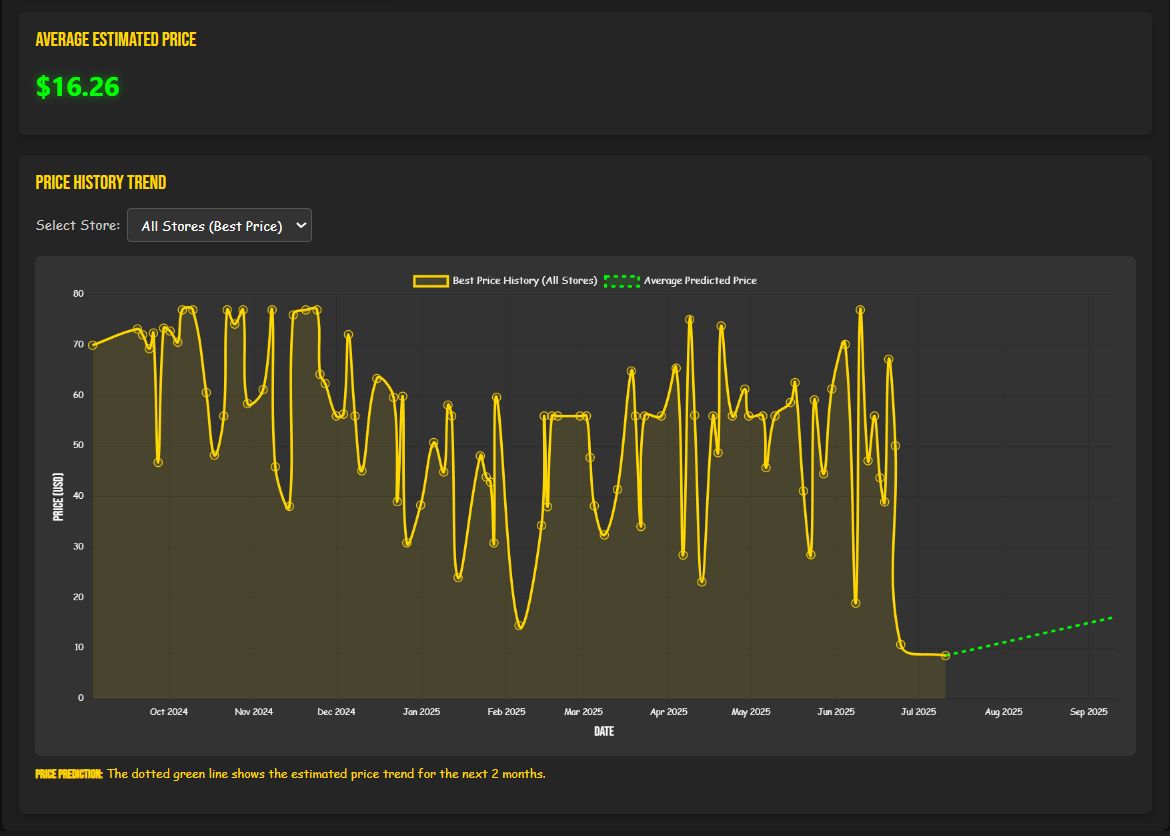 AVERAGE ESTIMATED PRICE
$16.26
PRICE HISTORY TREND
Select Store: All Stores (Best Price)
Best Price History (All Stores) Average Predicted Price
80
70
60
50
40
30
20
10
0
PRICE (USD)
Oct 2024 Nov 2024 Dec 2024 Jan 2025 Feb 2025 Mar 2025 Apr 2025 May 2025 Jun 2025 Jul 2025 Aug 2025 Sep 2025
DATE
PRICE PREDICTION: The dotted green line shows the estimated price trend for the next 2 months.